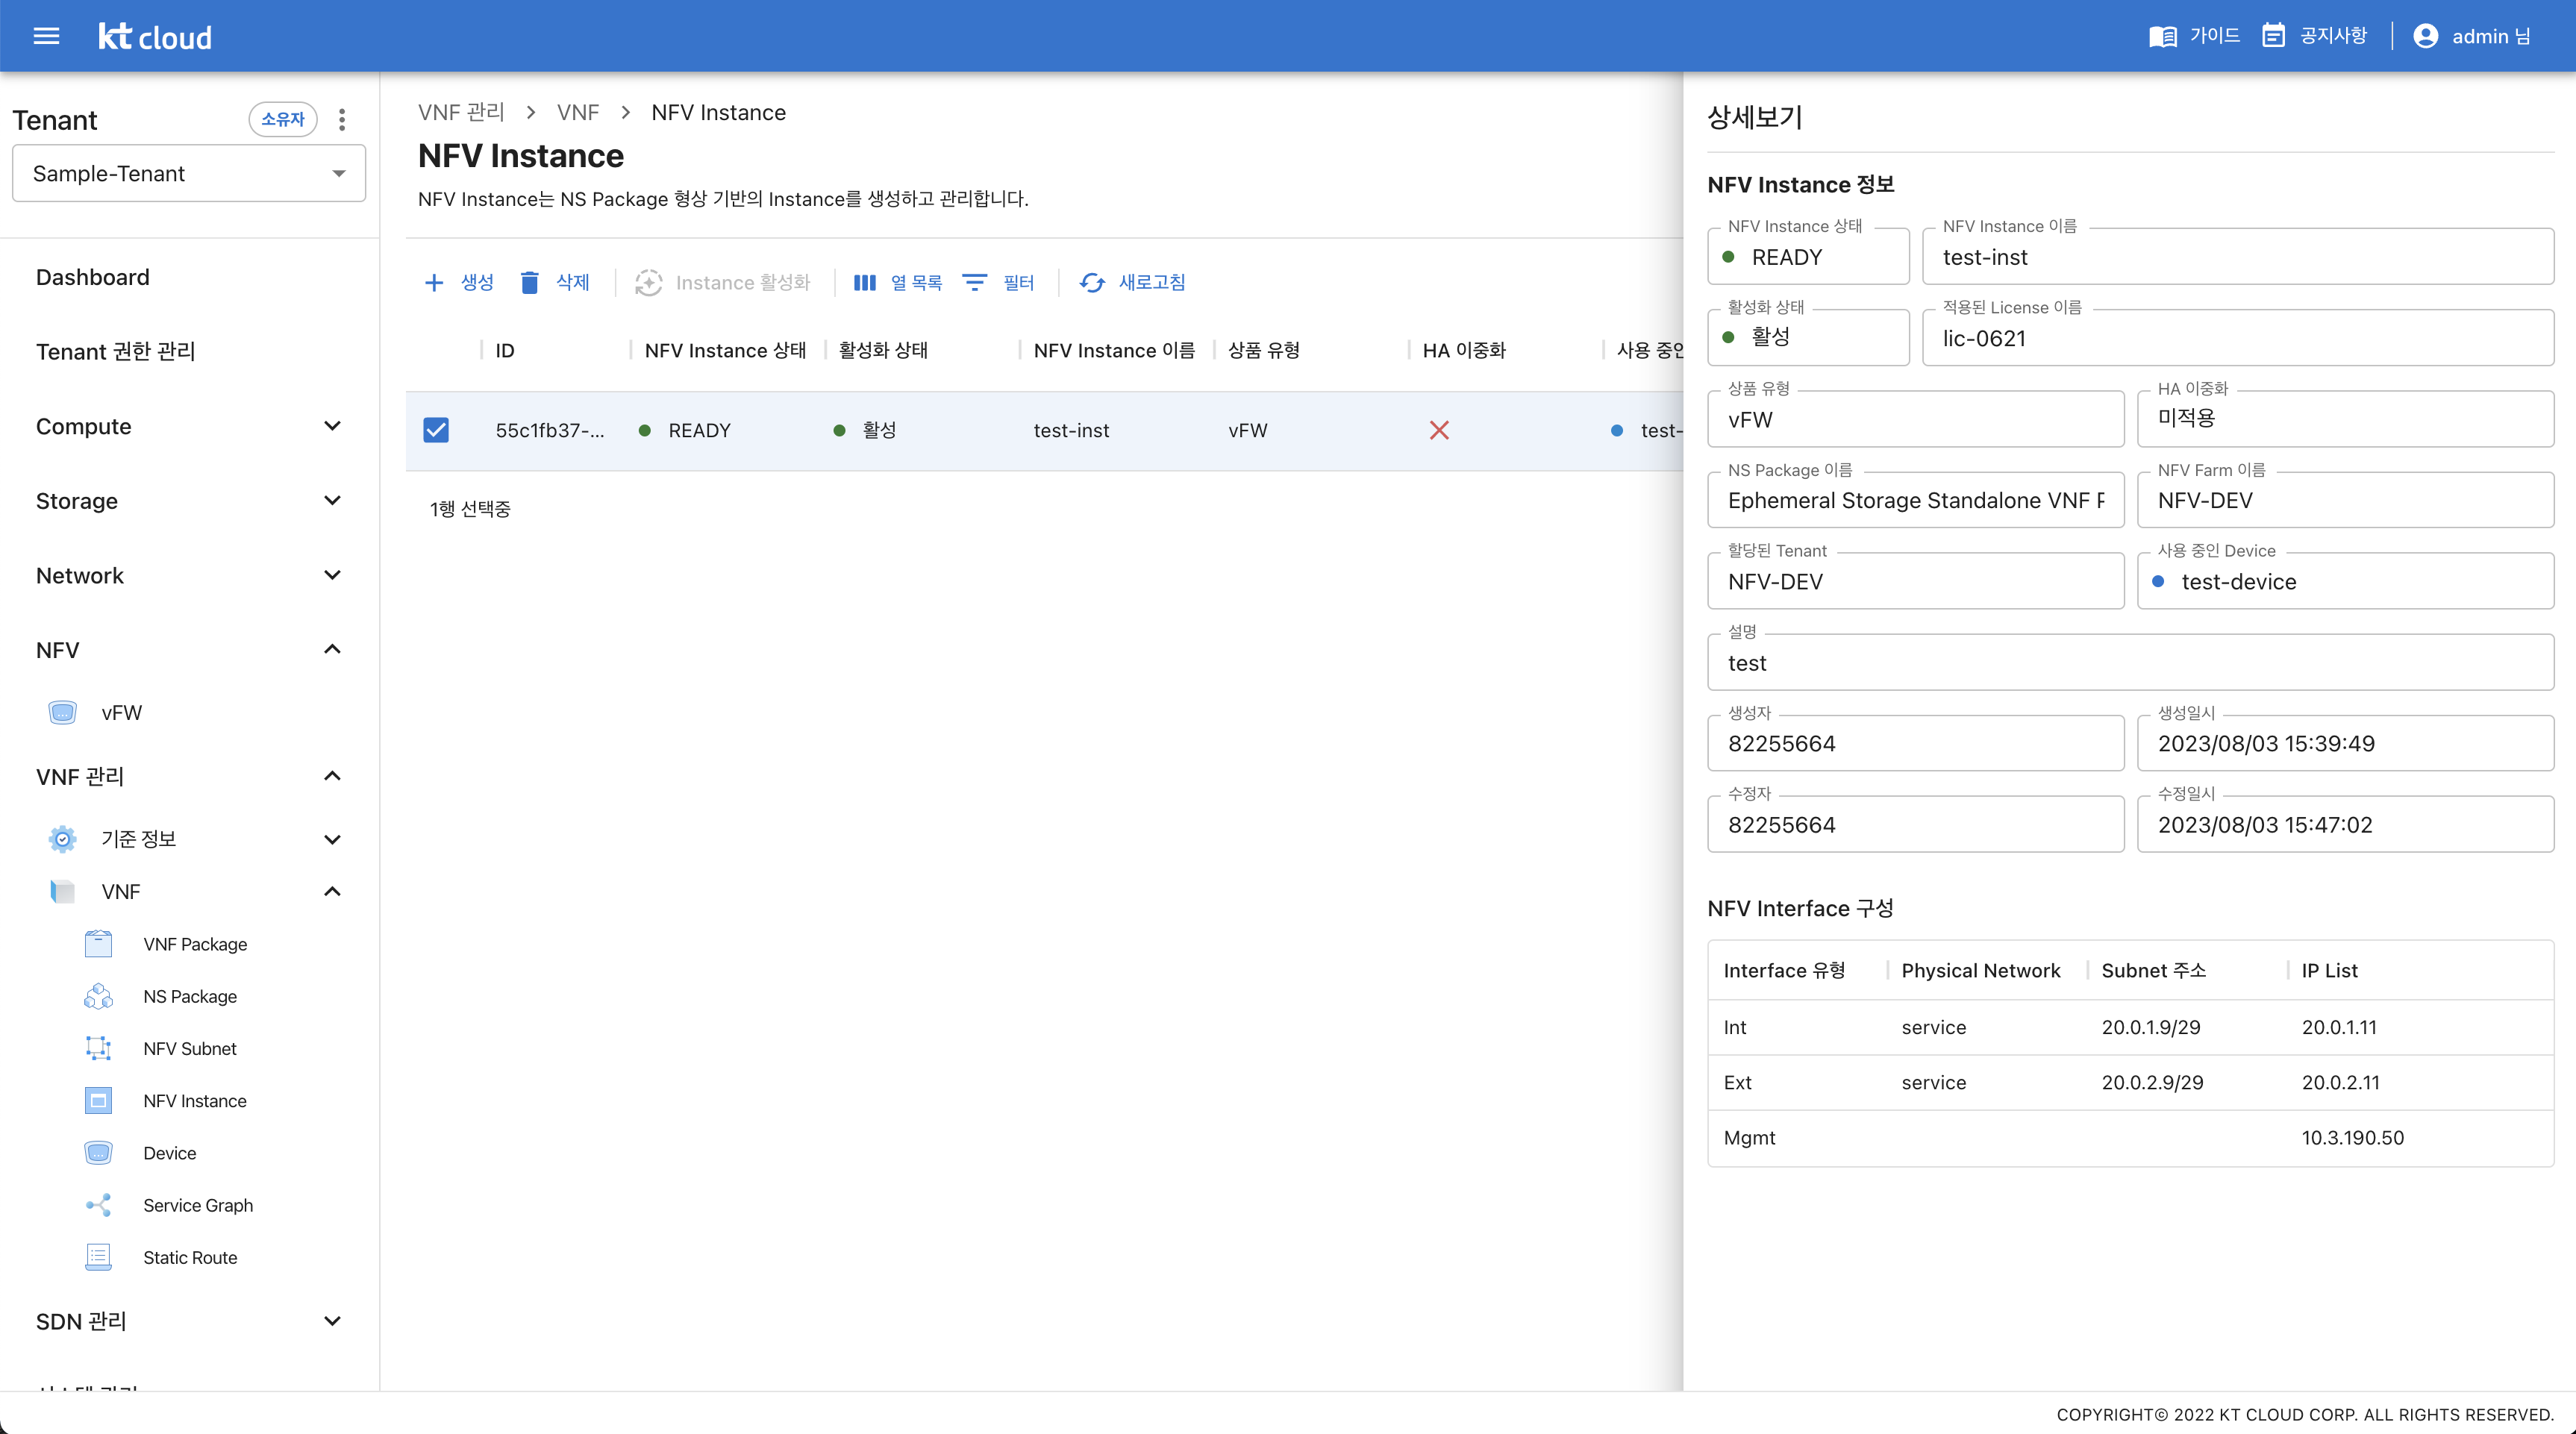 kt cloud
가이드
공지사항
admin 님
Tenant
소유자
Sample-Tenant
Dashboard
Tenant 권한 관리
Compute
Storage
Network
NFV
vFW
VNF 관리
기준 정보
VNF
VNF Package
NS Package
NFV Subnet
NFV Instance
Device
Service Graph
Static Route
SDN 관리
VNF 관리 > VNF > NFV Instance
NFV Instance
NFV Instance는 NS Package 형상 기반의 Instance를 생성하고 관리합니다.
생성 삭제 Instance 활성화 열 목록 필터 새로고침
ID NFV Instance 상태 활성화 상태 NFV Instance 이름 상품 유형 HA 이중화 사용 중인
55c1fb37-... READY 활성 test-inst vFW test-
1행 선택중
상세보기
NFV Instance 정보
NFV Instance 상태
READY
NFV Instance 이름
test-inst
활성화 상태
활성
적용된 License 이름
lic-0621
상품 유형
vFW
HA 이중화
미적용
NS Package 이름
Ephemeral Storage Standalone VNF
NFV Farm 이름
NFV-DEV
할당된 Tenant
NFV-DEV
사용 중인 Device
test-device
설명
test
생성자
82255664
생성일시
2023/08/03 15:39:49
수정자
82255664
수정일시
2023/08/03 15:47:02
NFV Interface 구성
Interface 유형 Physical Network Subnet 주소 IP List
Int service 20.0.1.9/29 20.0.1.11
Ext service 20.0.2.9/29 20.0.2.11
Mgmt 10.3.190.50
COPYRIGHT© 2022 KT CLOUD CORP. ALL RIGHTS RESERVED.